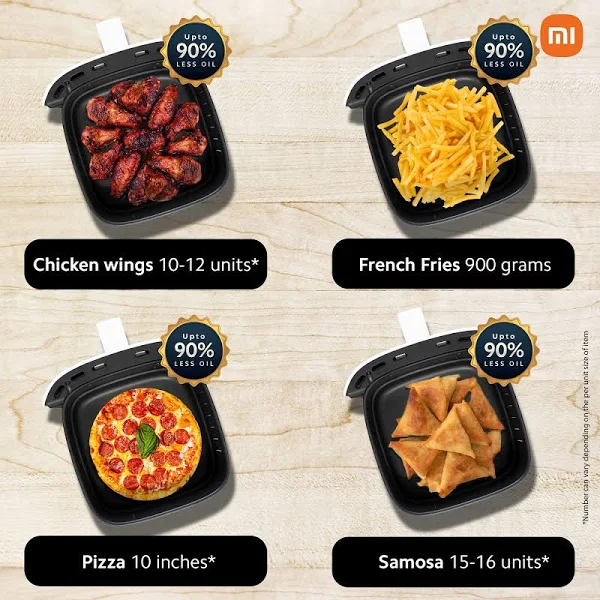 Upto
90%
LESS OIL
Upto
90%
LESS OIL
mi
Chicken wings 10-12 units*
French Fries 900 grams
Upto
90%
LESS OIL
Upto
90%
LESS OIL
Pizza 10 inches*
Samosa 15-16 units*
*Number can vary depending on the per unit size of item